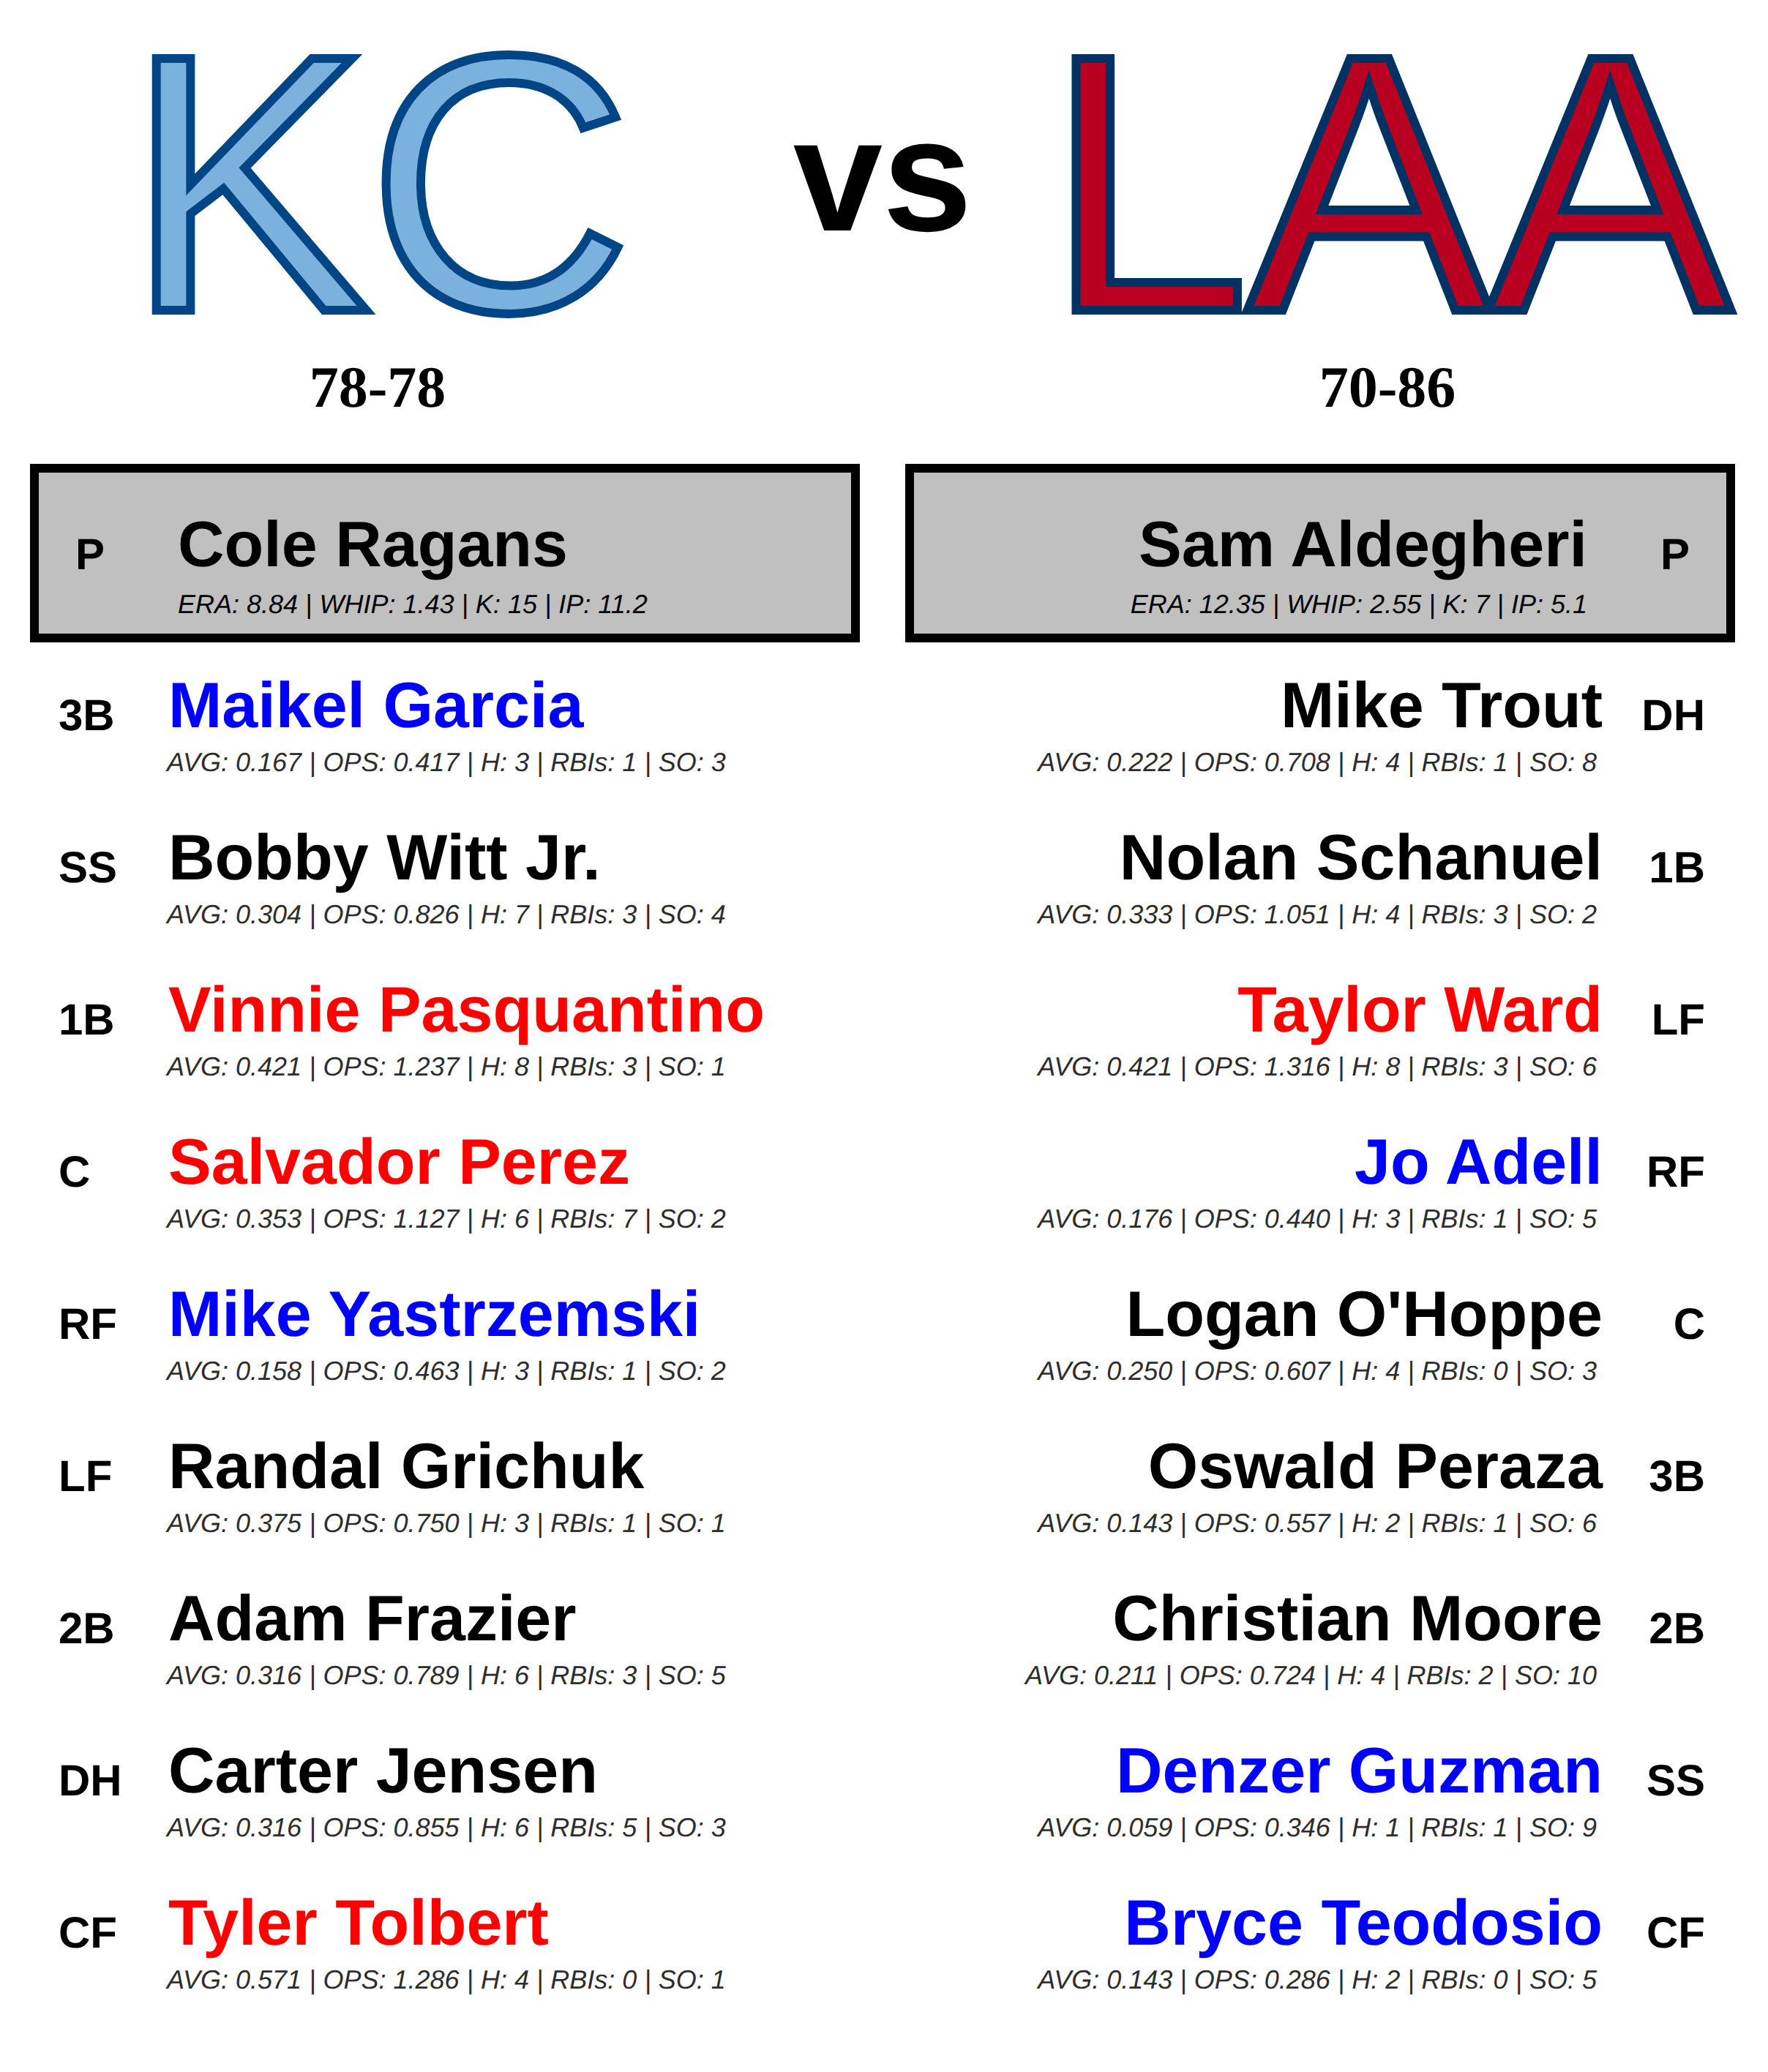 KC vs LAA
78-78
70-86
P Cole Ragans
ERA: 8.84 | WHIP: 1.43 | K: 15 | IP: 11.2
Sam Aldegheri P
ERA: 12.35 | WHIP: 2.55 | K: 7 | IP: 5.1
3B Maikel Garcia
AVG: 0.167 | OPS: 0.417 | H: 3 | RBIs: 1 | SO: 3
SS Bobby Witt Jr.
AVG: 0.304 | OPS: 0.826 | H: 7 | RBIs: 3 | SO: 4
1B Vinnie Pasquantino
AVG: 0.421 | OPS: 1.237 | H: 8 | RBIs: 3 | SO: 1
C Salvador Perez
AVG: 0.353 | OPS: 1.127 | H: 6 | RBIs: 7 | SO: 2
RF Mike Yastrzemski
AVG: 0.158 | OPS: 0.463 | H: 3 | RBIs: 1 | SO: 2
LF Randal Grichuk
AVG: 0.375 | OPS: 0.750 | H: 3 | RBIs: 1 | SO: 1
2B Adam Frazier
AVG: 0.316 | OPS: 0.789 | H: 6 | RBIs: 3 | SO: 5
DH Carter Jensen
AVG: 0.316 | OPS: 0.855 | H: 6 | RBIs: 5 | SO: 3
CF Tyler Tolbert
AVG: 0.571 | OPS: 1.286 | H: 4 | RBIs: 0 | SO: 1
Mike Trout DH
AVG: 0.222 | OPS: 0.708 | H: 4 | RBIs: 1 | SO: 8
Nolan Schanuel 1B
AVG: 0.333 | OPS: 1.051 | H: 4 | RBIs: 3 | SO: 2
Taylor Ward LF
AVG: 0.421 | OPS: 1.316 | H: 8 | RBIs: 3 | SO: 6
Jo Adell RF
AVG: 0.176 | OPS: 0.440 | H: 3 | RBIs: 1 | SO: 5
Logan O'Hoppe C
AVG: 0.250 | OPS: 0.607 | H: 4 | RBIs: 0 | SO: 3
Oswald Peraza 3B
AVG: 0.143 | OPS: 0.557 | H: 2 | RBIs: 1 | SO: 6
Christian Moore 2B
AVG: 0.211 | OPS: 0.724 | H: 4 | RBIs: 2 | SO: 10
Denzer Guzman SS
AVG: 0.059 | OPS: 0.346 | H: 1 | RBIs: 1 | SO: 9
Bryce Teodosio CF
AVG: 0.143 | OPS: 0.286 | H: 2 | RBIs: 0 | SO: 5